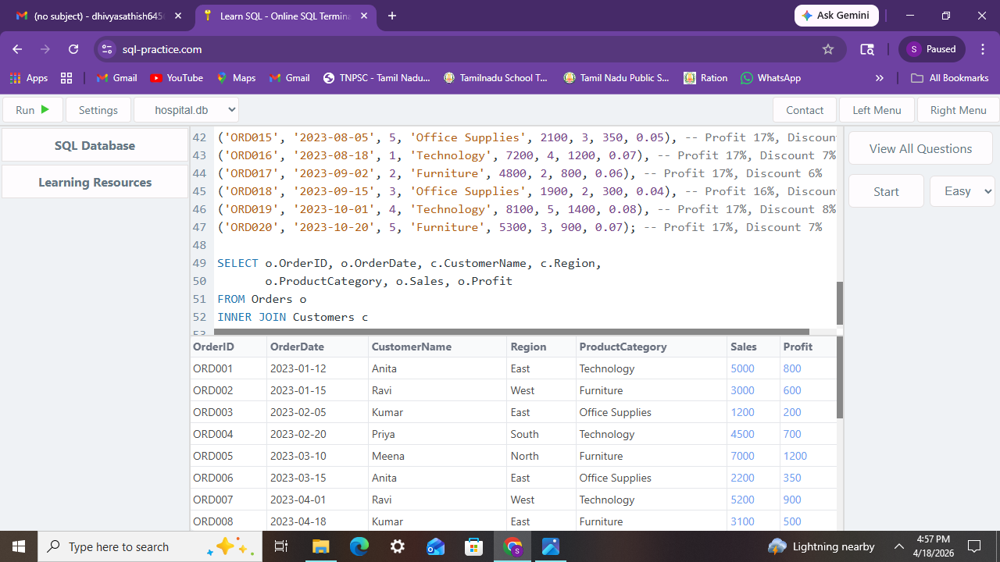 (no subject) - dhivyasathish645
Learn SQL - Online SQL Termina
Ask Gemini
sql-practice.com
S
Paused
Apps
Gmail
YouTube
Maps
Gmail
TNPSC - Tamil Nadu...
Tamilnadu School T...
Tamil Nadu Public S...
Ration
WhatsApp
»
All Bookmarks
Run
Settings
hospital.db
Contact
Left Menu
Right Menu
SQL Database
Learning Resources
42 ('ORD015', '2023-08-05', 5, 'Office Supplies', 2100, 3, 350, 0.05), -- Profit 17%, Discoun
43 ('ORD016', '2023-08-18', 1, 'Technology', 7200, 4, 1200, 0.07), -- Profit 17%, Discount 7%
44 ('ORD017', '2023-09-02', 2, 'Furniture', 4800, 2, 800, 0.06), -- Profit 17%, Discount 6%
45 ('ORD018', '2023-09-15', 3, 'Office Supplies', 1900, 2, 300, 0.04), -- Profit 16%, Discoun
46 ('ORD019', '2023-10-01', 4, 'Technology', 8100, 5, 1400, 0.08), -- Profit 17%, Discount 8%
47 ('ORD020', '2023-10-20', 5, 'Furniture', 5300, 3, 900, 0.07); -- Profit 17%, Discount 7%
48
49 SELECT o.OrderID, o.OrderDate, c.CustomerName, c.Region,
50 o.ProductCategory, o.Sales, o.Profit
51 FROM Orders o
52 INNER JOIN Customers c
53
View All Questions
Start
Easy
OrderID OrderDate CustomerName Region ProductCategory Sales Profit
ORD001 2023-01-12 Anita East Technology 5000 800
ORD002 2023-01-15 Ravi West Furniture 3000 600
ORD003 2023-02-05 Kumar East Office Supplies 1200 200
ORD004 2023-02-20 Priya South Technology 4500 700
ORD005 2023-03-10 Meena North Furniture 7000 1200
ORD006 2023-03-15 Anita East Office Supplies 2200 350
ORD007 2023-04-01 Ravi West Technology 5200 900
ORD008 2023-04-18 Kumar East Furniture 3100 500
Type here to search
Lightning nearby
4:57 PM
4/18/2026